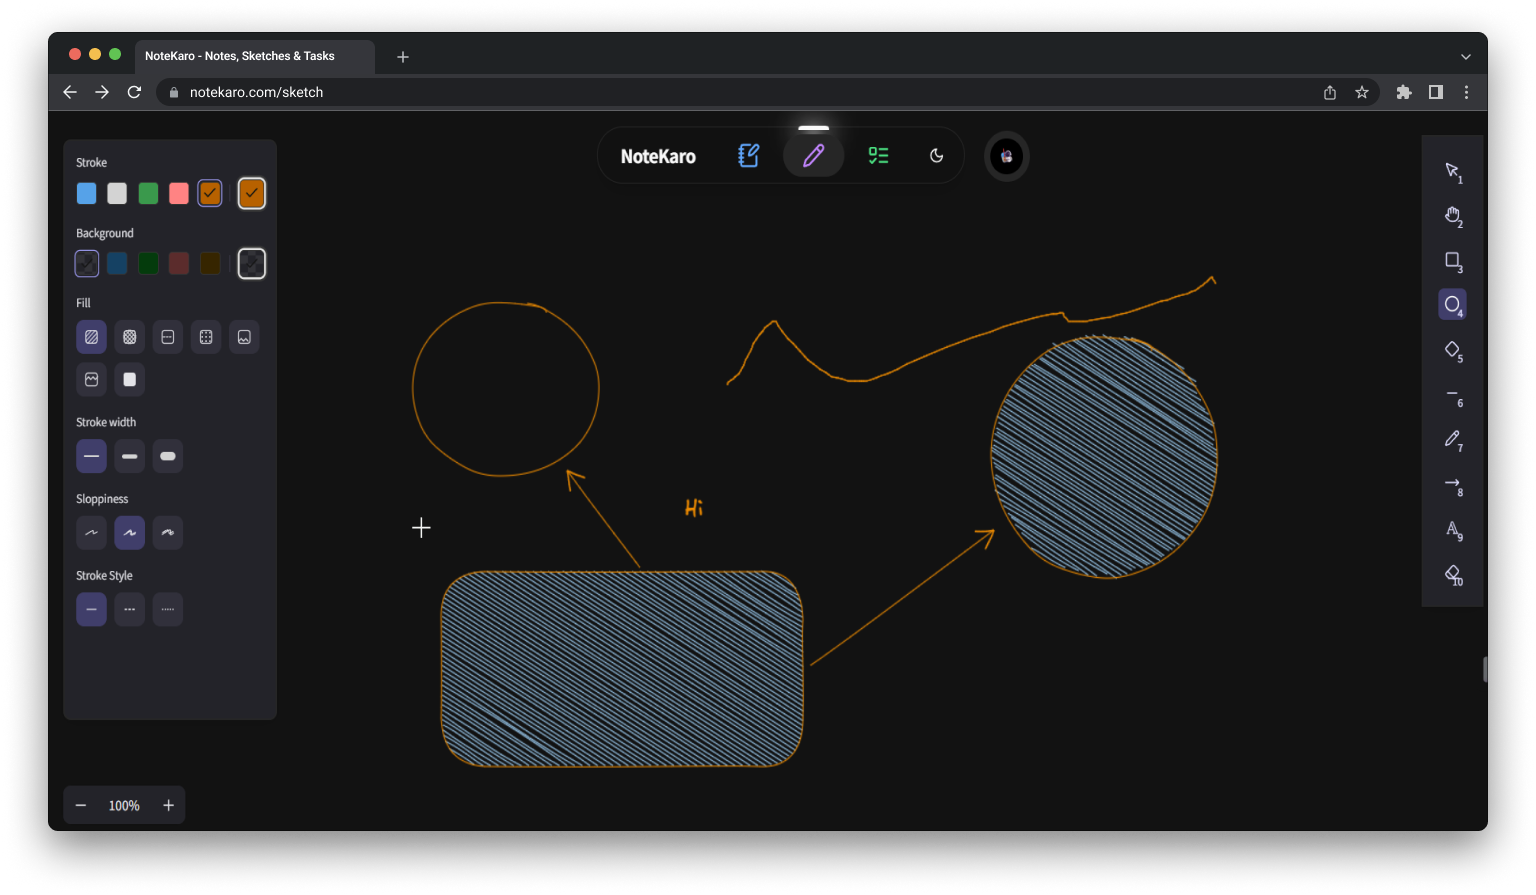 NoteKaro - Notes, Sketches & Tasks
notekaro.com/sketch
NoteKaro
Stroke
Background
Fill
Stroke width
Sloppiness
Stroke Style
Hi
1
2
3
4
5
6
7
8
A 9
10
100%